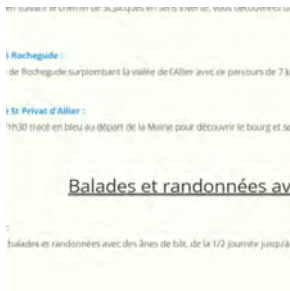 en suivant le chemin de St Jacques en sens inverse, vous découvrirez
Rochegude :
de Rochegude surplombant la vallée de l'Allier avec ce parcours de 7
St Privat d'Allier :
1h30 tracé en bleu au départ de la Mairie pour découvrir le bourg et
Balades et randonnées av
:
balades et randonnées avec des ânes de bât, de la 1/2 journée jusqu'à